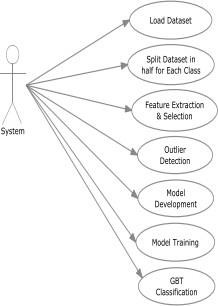 Load Dataset
Split Dataset in
half for Each Class
Feature Extraction
& Selection
System
Outlier
Detection
Model
Development
Model Training
GBT
Classification